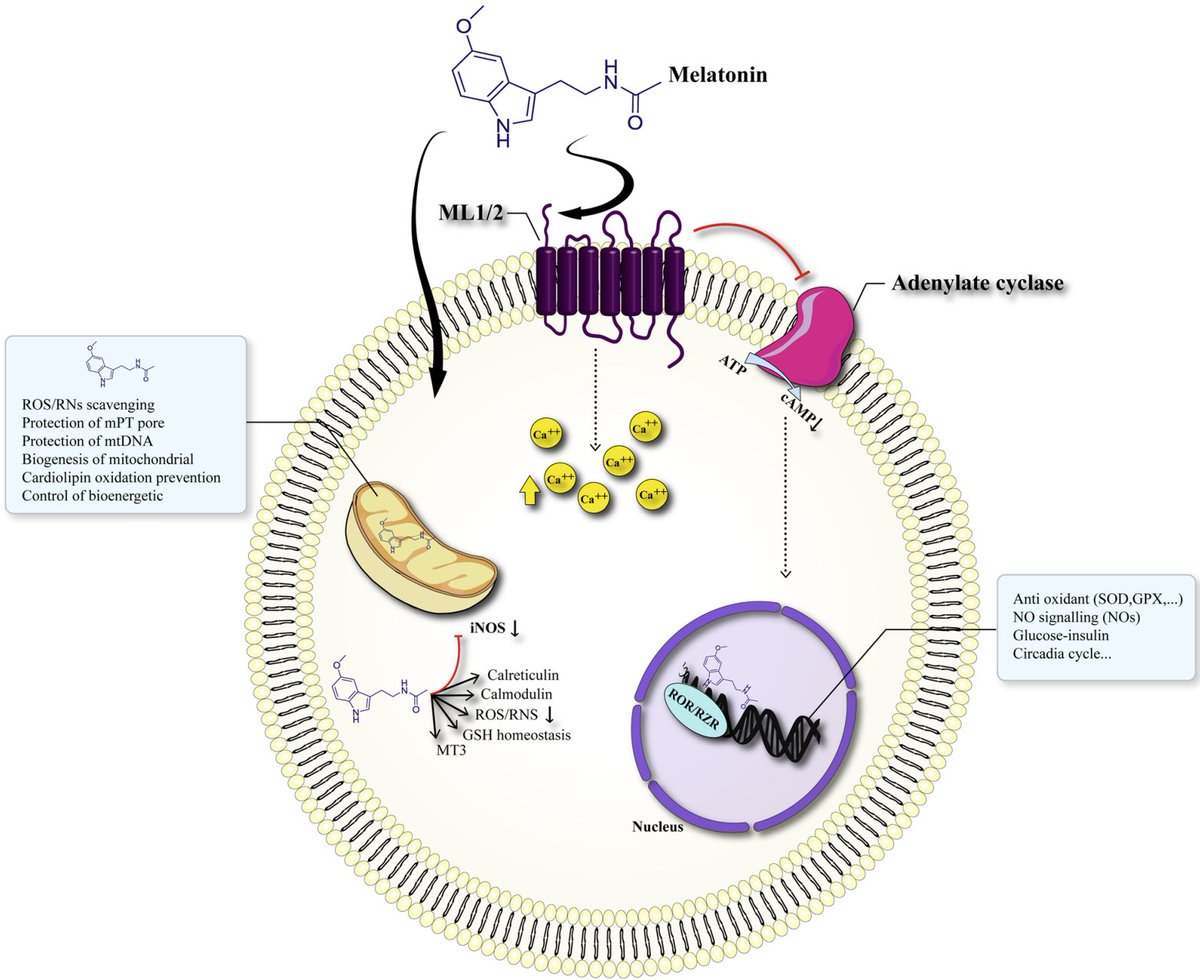 Melatonin
O
H
N
O
N
H
ML1/2
Adenylate cyclase
ATP
cAMP↓
Ca++
Ca++
Ca++
Ca++
Ca++
Ca++
ROS/RNs scavenging
Protection of mPT pore
Protection of mtDNA
Biogenesis of mitochondrial
Cardiolipin oxidation prevention
Control of bioenergetic
iNOS ↓
Calreticulin
Calmodulin
ROS/RNS ↓
GSH homeostasis
MT3
Anti oxidant (SOD,GPX,...)
NO signalling (NOs)
Glucose-insulin
Circadia cycle...
ROR/RZR
Nucleus